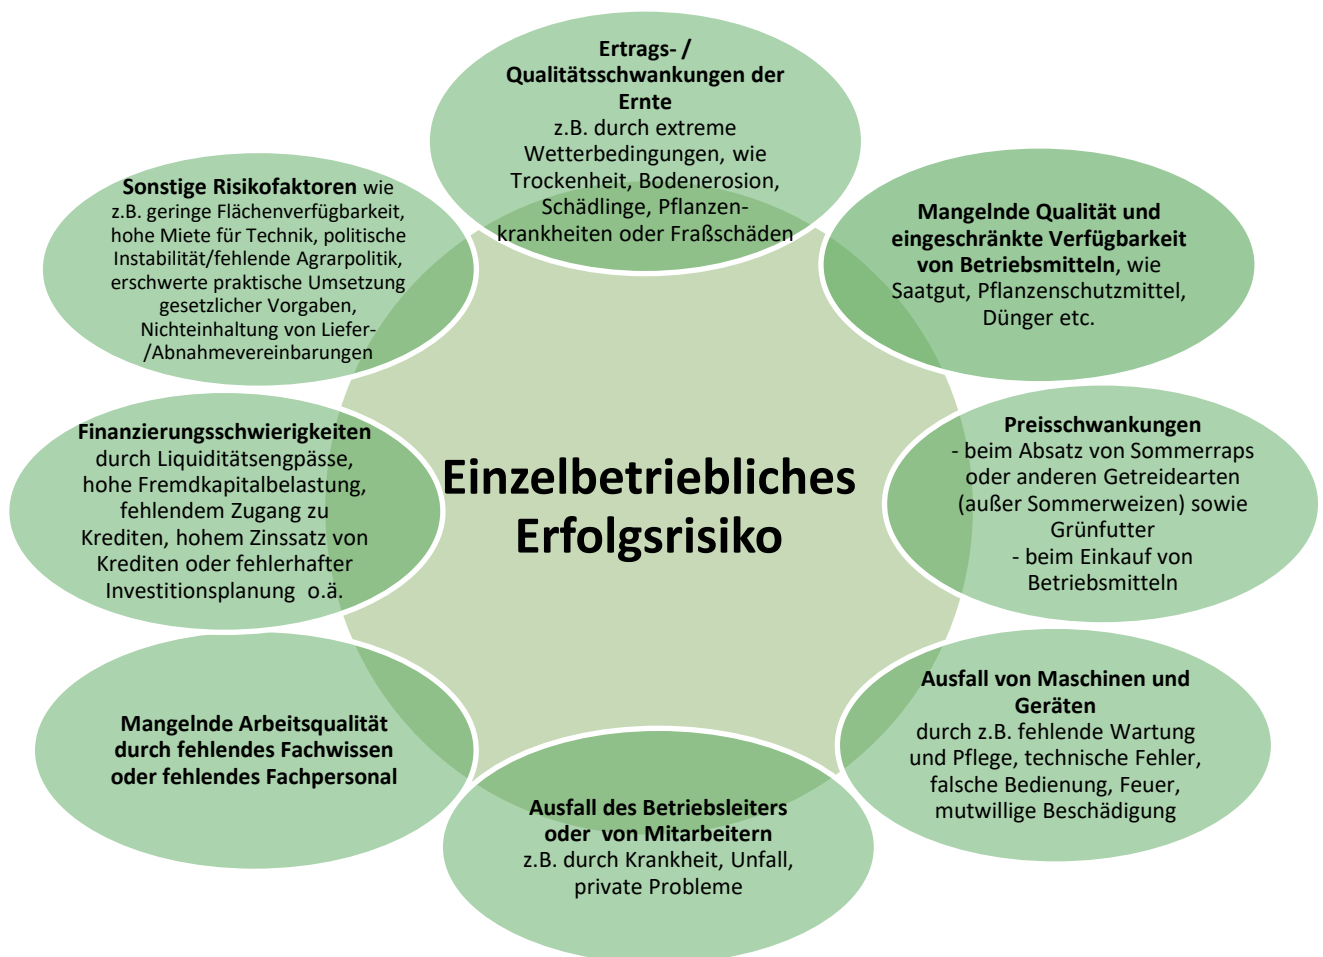 Ertrags- /
Qualitätsschwankungen der
Ernte
z.B. durch extreme
Wetterbedingungen, wie
Trockenheit, Bodenerosion,
Schädlinge, Pflanzen-
krankheiten oder Fraßschäden
Mangelnde Qualität und
eingeschränkte Verfügbarkeit
von Betriebsmitteln, wie
Saatgut, Pflanzenschutzmittel,
Dünger etc.
Preisschwankungen
- beim Absatz von Sommerraps
oder anderen Getreidearten
(außer Sommerweizen) sowie
Grünfutter
- beim Einkauf von
Betriebsmitteln
Ausfall von Maschinen und
Geräten
durch z.B. fehlende Wartung
und Pflege, technische Fehler,
falsche Bedienung, Feuer,
mutwillige Beschädigung
Ausfall des Betriebsleiters
oder von Mitarbeitern
z.B. durch Krankheit, Unfall,
private Probleme
Mangelnde Arbeitsqualität
durch fehlendes Fachwissen
oder fehlendes Fachpersonal
Finanzierungsschwierigkeiten
durch Liquiditätsengpässe,
hohe Fremdkapitalbelastung,
fehlendem Zugang zu
Krediten, hohem Zinssatz von
Krediten oder fehlerhafter
Investitionsplanung o.ä.
Sonstige Risikofaktoren wie
z.B. geringe Flächenverfügbarkeit,
hohe Miete für Technik, politische
Instabilität/fehlende Agrarpolitik,
erschwerte praktische Umsetzung
gesetzlicher Vorgaben,
Nichteinhaltung von Liefer-
/Abnahmevereinbarungen
Einzelbetriebliches
Erfolgsrisiko